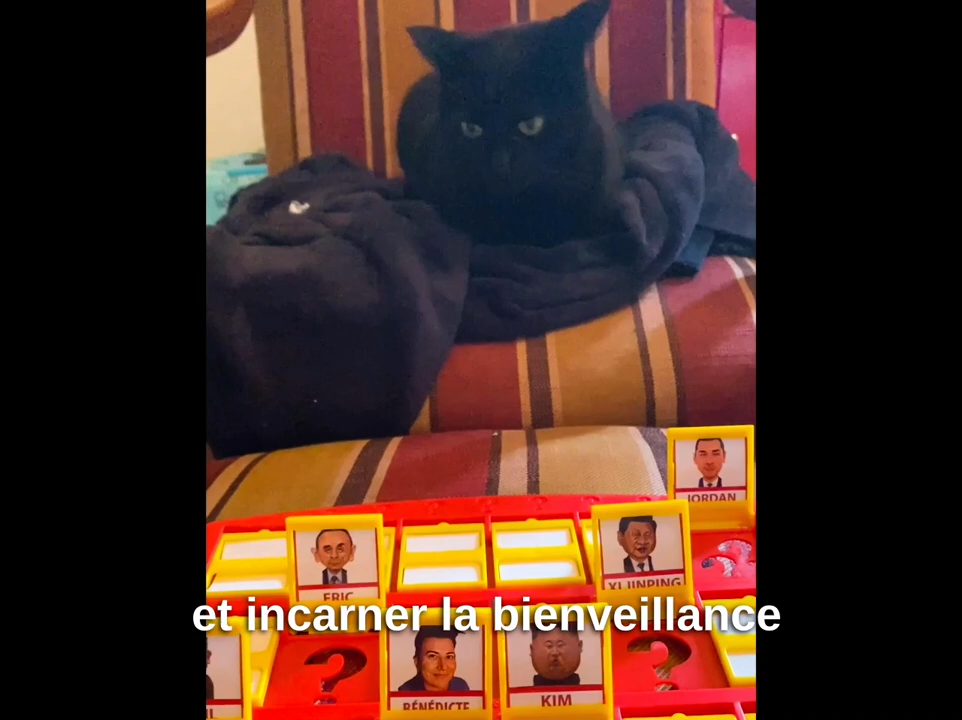 JORDAN
ERIC
XI JINPING
et incarner la bienveillance
BÉNÉDICTE
KIM